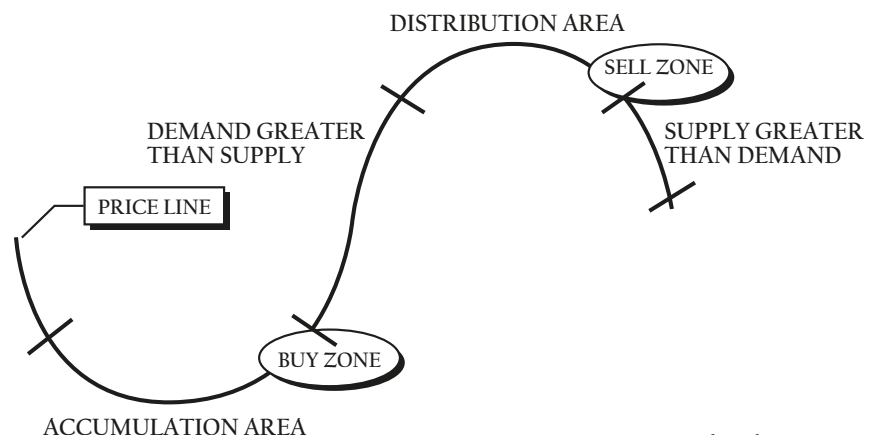 DISTRIBUTION AREA
SELL ZONE
DEMAND GREATER
THAN SUPPLY
SUPPLY GREATER
THAN DEMAND
PRICE LINE
BUY ZONE
ACCUMULATION AREA